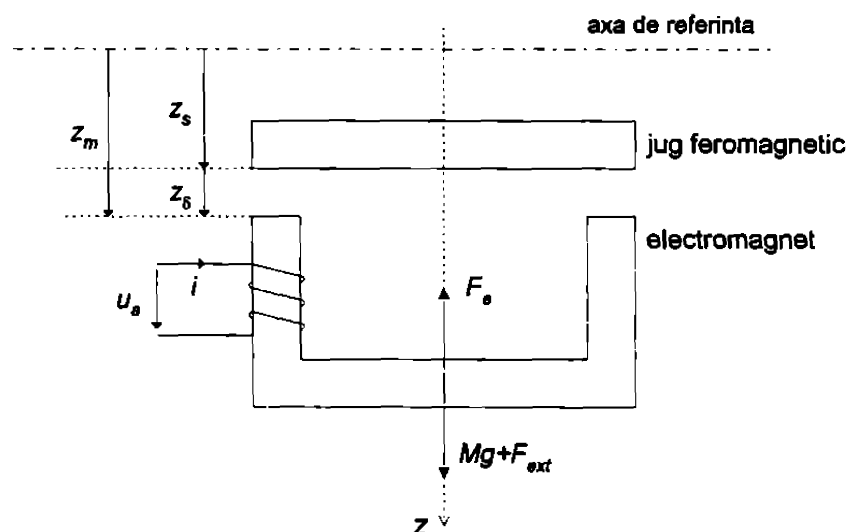 axa de referinta
z_m
z_s
jug feromagnetic
z_δ
electromagnet
i
u_a
F_e
Mg+F_ext
z